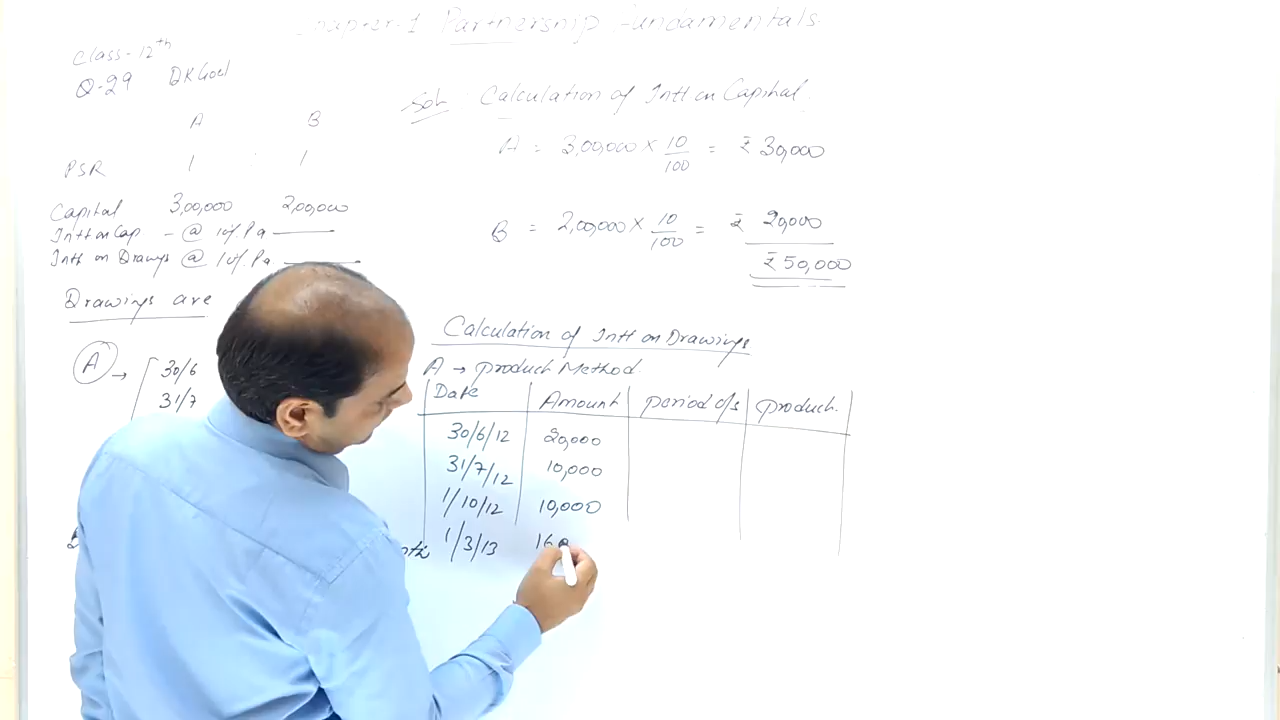 Chapter-1 Partnership Fundamentals.
Class-12th
Q-29 DK Goel
A B
PSR 1 : 1
Capital 3,00,000 2,00,000
Intt on Cap - @ 10% Pa
Intt on Drawgs @ 10% Pa
Drawings are
A → 30/6
31/7
Soln. Calculation of Intt on Capital.
A = 3,00,000 × 10/100 = ₹ 30,000
B = 2,00,000 × 10/100 = ₹ 20,000
₹ 50,000
Calculation of Intt on Drawings
A → product Method.
Date Amount period o/s product.
30/6/12 20,000
31/7/12 10,000
1/10/12 10,000
1/3/13 16